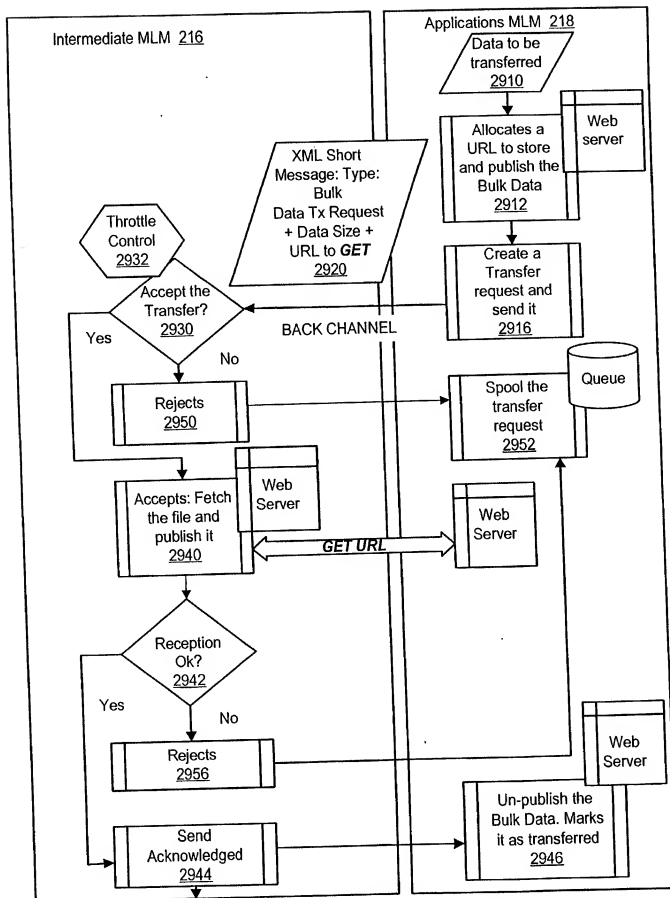 Intermediate MLM 216
Applications MLM 218
Data to be
transferred
2910
Allocates a
URL to store
and publish the
Bulk Data
2912
Web
server
XML Short
Message: Type:
Bulk
Data Tx Request
+ Data Size +
URL to GET
2920
Throttle
Control
2932
Create a
Transfer
request and
send it
2916
Accept the
Transfer?
2930
BACK CHANNEL
Yes
No
Rejects
2950
Spool the
transfer
request
2952
Queue
Accepts: Fetch
the file and
publish it
2940
Web
Server
GET URL
Web
Server
Reception
Ok?
2942
Yes
No
Rejects
2956
Web
Server
Send
Acknowledged
2944
Un-publish the
Bulk Data. Marks
it as transferred
2946